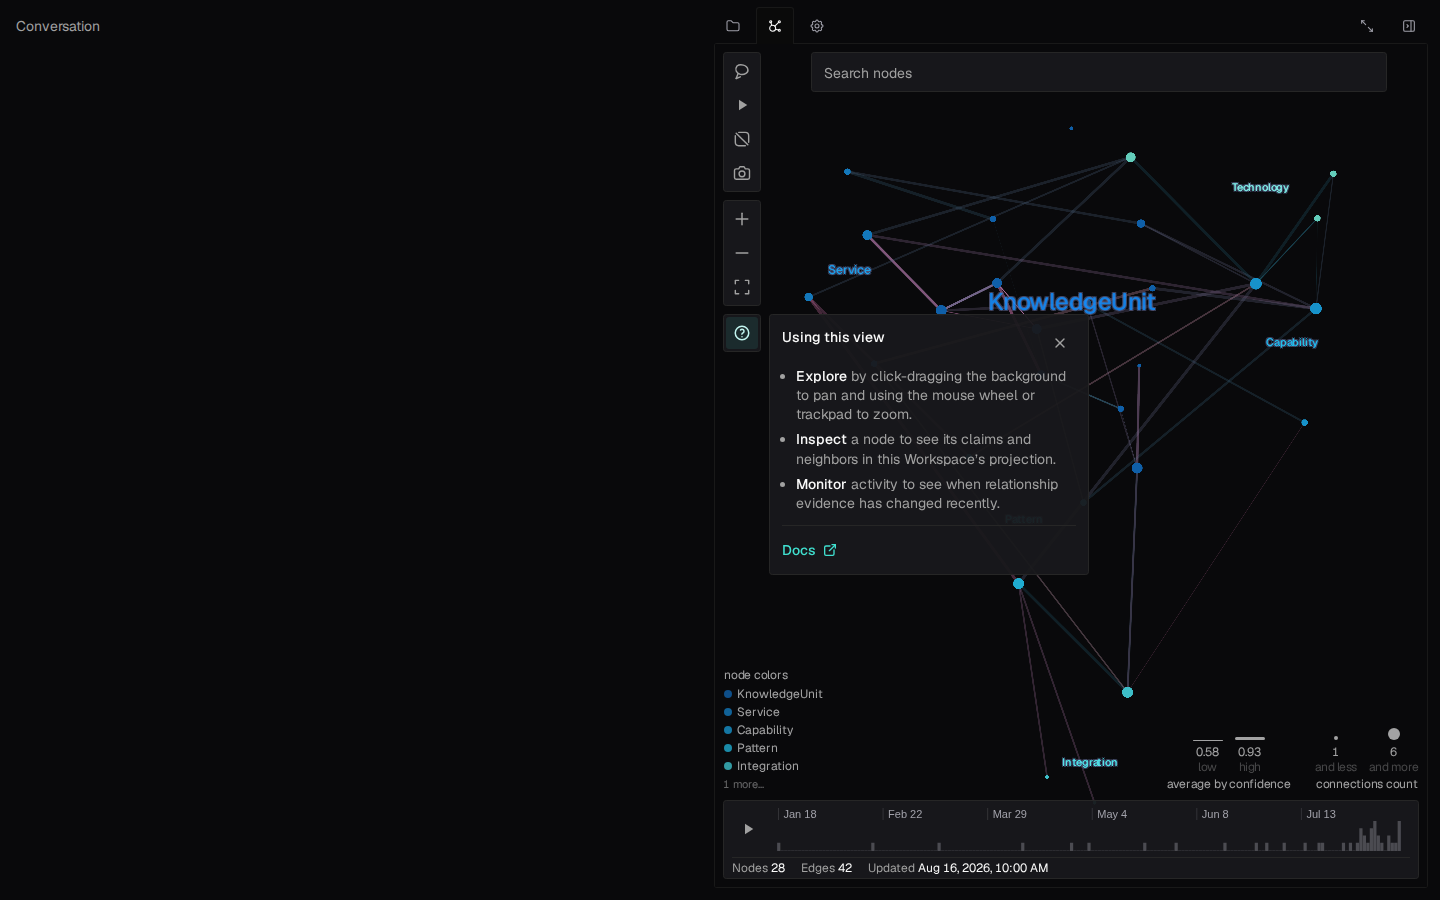 Conversation
Search nodes
Technology
Service
KnowledgeUnit
Capability
Using this view
Explore by click-dragging the background
to pan and using the mouse wheel or
trackpad to zoom.
Inspect a node to see its claims and
neighbors in this Workspace's projection.
Monitor activity to see when relationship
evidence has changed recently.
Pattern
Docs
node colors
KnowledgeUnit
Service
Capability
Pattern
Integration
1 more...
Integration
0.58 0.93 1 6
low high and less and more
average by confidence connections count
Jan 18 Feb 22 Mar 29 May 4 Jun 8 Jul 13
Nodes 28 Edges 42 Updated Aug 16, 2026, 10:00 AM